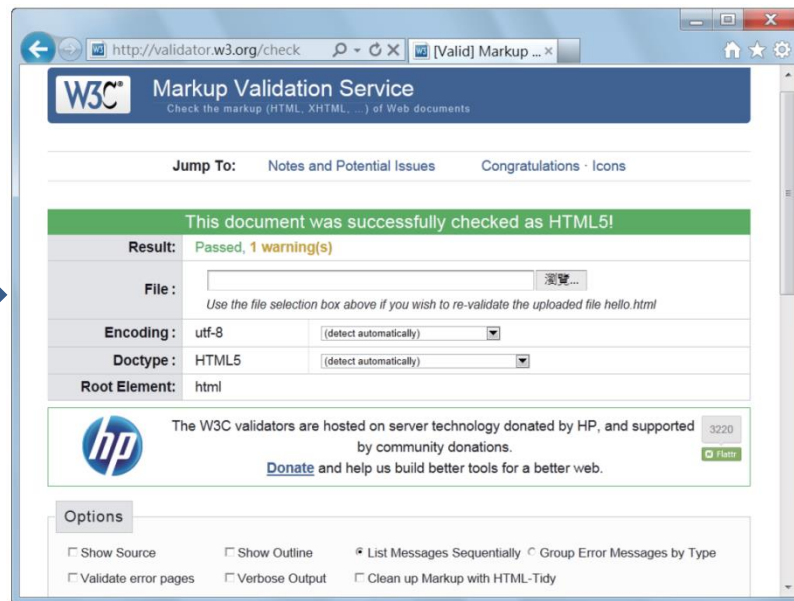 http://validator.w3.org/check
[Valid] Markup ...
W3C®
Markup Validation Service
Check the markup (HTML, XHTML, ...) of Web documents
Jump To: Notes and Potential Issues Congratulations · Icons
This document was successfully checked as HTML5!
Result: Passed, 1 warning(s)
File : 瀏覽...
Use the file selection box above if you wish to re-validate the uploaded file hello.html
Encoding : utf-8 (detect automatically)
Doctype : HTML5 (detect automatically)
Root Element: html
hp
The W3C validators are hosted on server technology donated by HP, and supported
by community donations.
Donate and help us build better tools for a better web.
3220
Flattr
Options
Show Source Show Outline List Messages Sequentially Group Error Messages by Type
Validate error pages Verbose Output Clean up Markup with HTML-Tidy